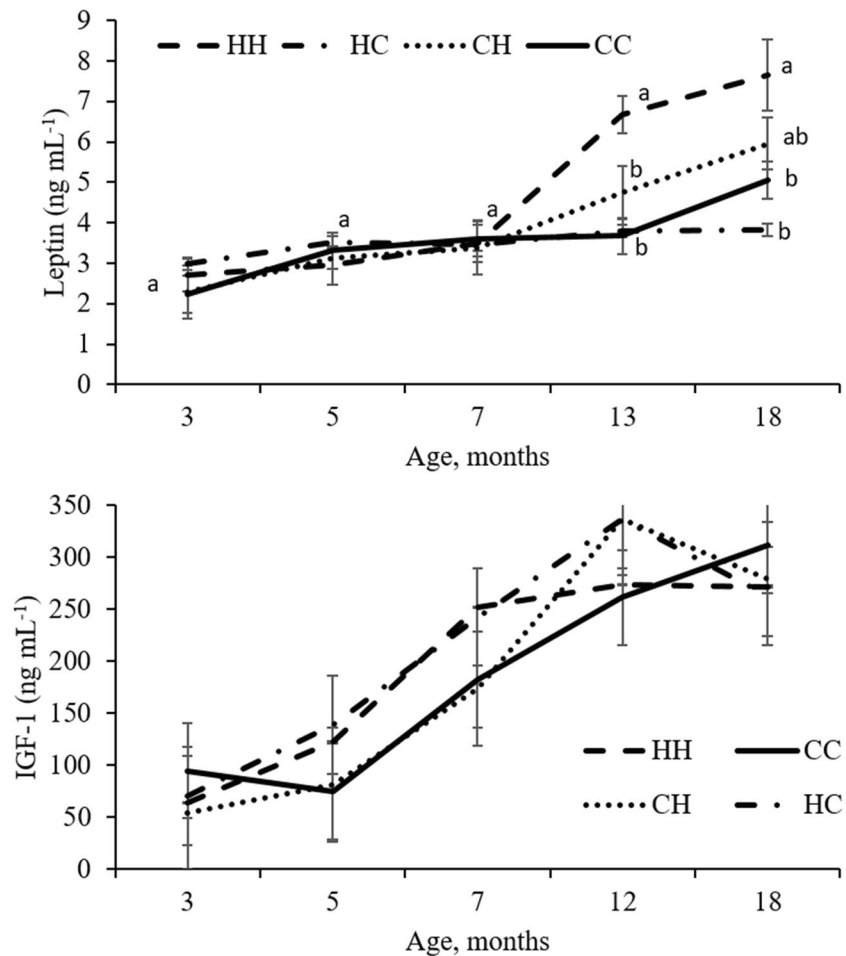 9
8
7
6
5
4
3
2
1
0
Leptin (ng mL⁻¹)
HH HC CH CC
a
a
a
a
b
b
a
ab
b
b
3 5 7 13 18
Age, months
350
300
250
200
150
100
50
0
IGF-1 (ng mL⁻¹)
HH CC
CH HC
3 5 7 12 18
Age, months